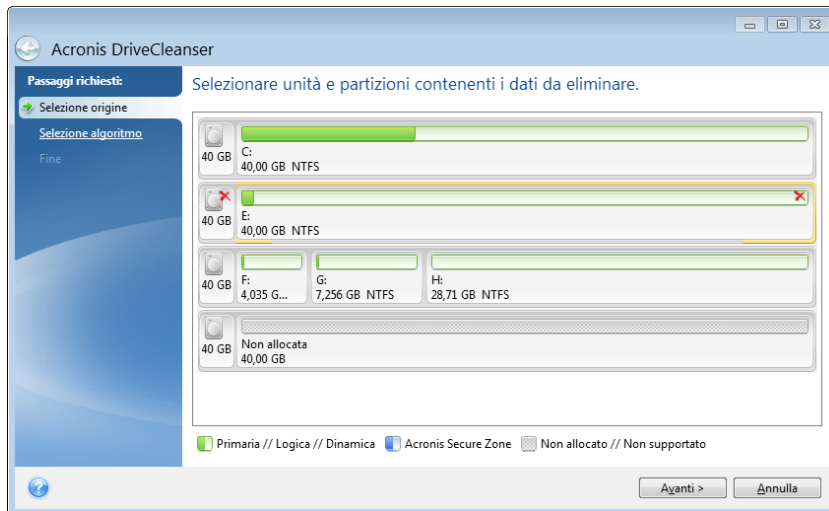 Acronis DriveCleanser
Passaggi richiesti:
Selezione origine
Selezione algoritmo
Fine
Selezionare unità e partizioni contenenti i dati da eliminare.
40 GB
C:
40,00 GB NTFS
40 GB
E:
40,00 GB NTFS
40 GB
F:
4,035 G...
G:
7,256 GB NTFS
H:
28,71 GB NTFS
40 GB
Non allocata
40,00 GB
Primaria // Logica // Dinamica
Acronis Secure Zone
Non allocato // Non supportato
?
Avanti >
Annulla